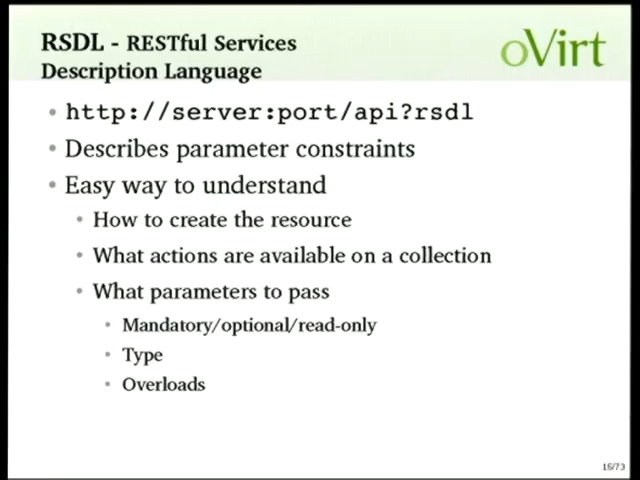 RSDL - RESTful Services
Description Language
oVirt
• http://server:port/api?rsdl
• Describes parameter constraints
• Easy way to understand
• How to create the resource
• What actions are available on a collection
• What parameters to pass
• Mandatory/optional/read-only
• Type
• Overloads
15/73